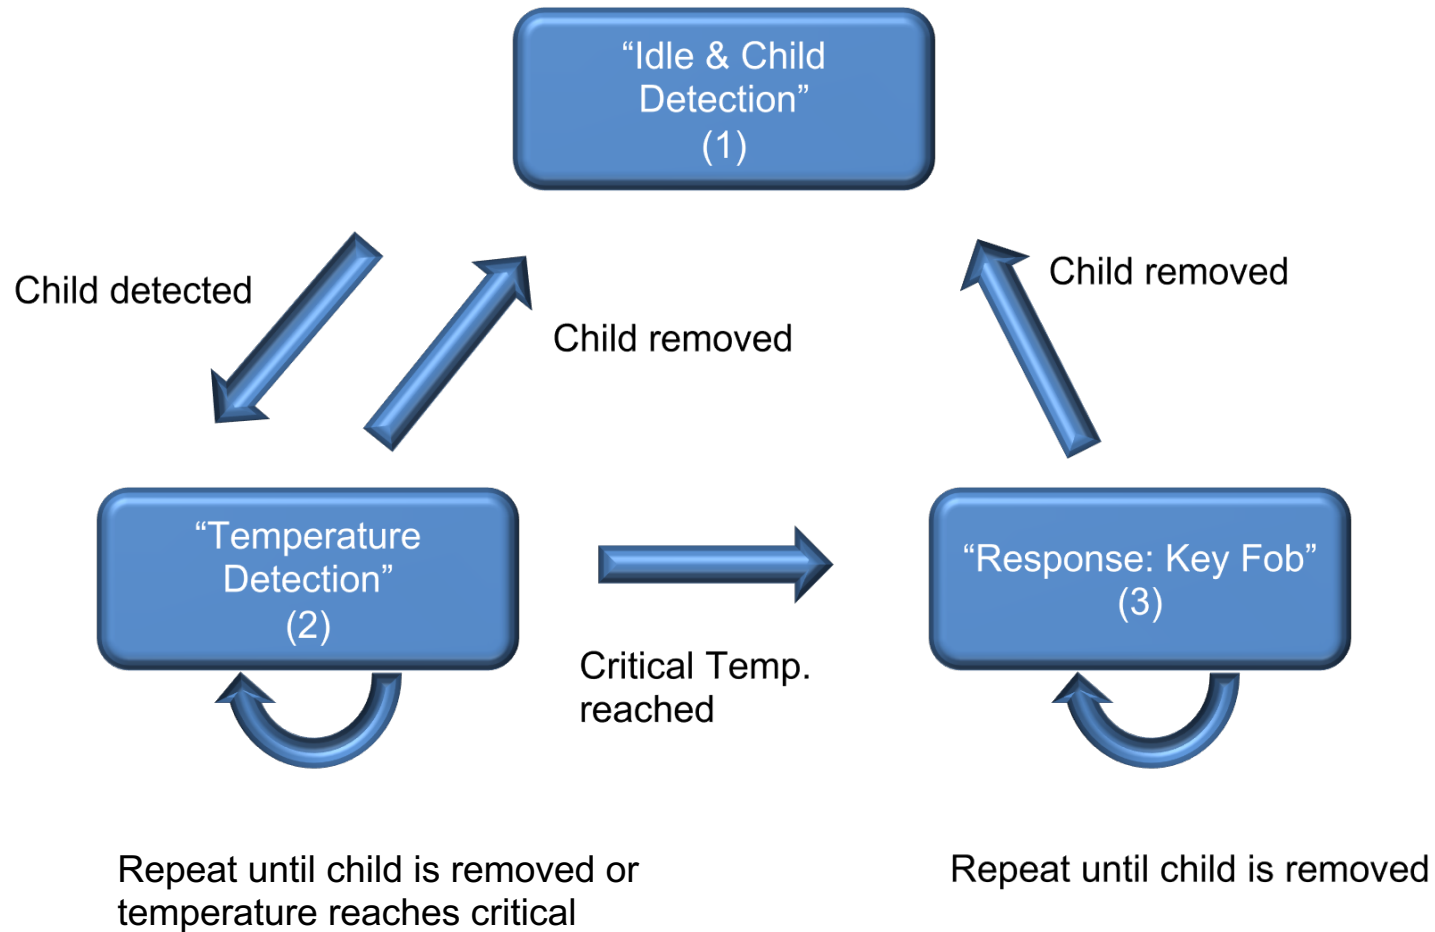 “Idle & Child
Detection”
(1)
Child detected
Child removed
Child removed
“Temperature
Detection”
(2)
“Response: Key Fob”
(3)
Critical Temp.
reached
Repeat until child is removed or
temperature reaches critical
Repeat until child is removed